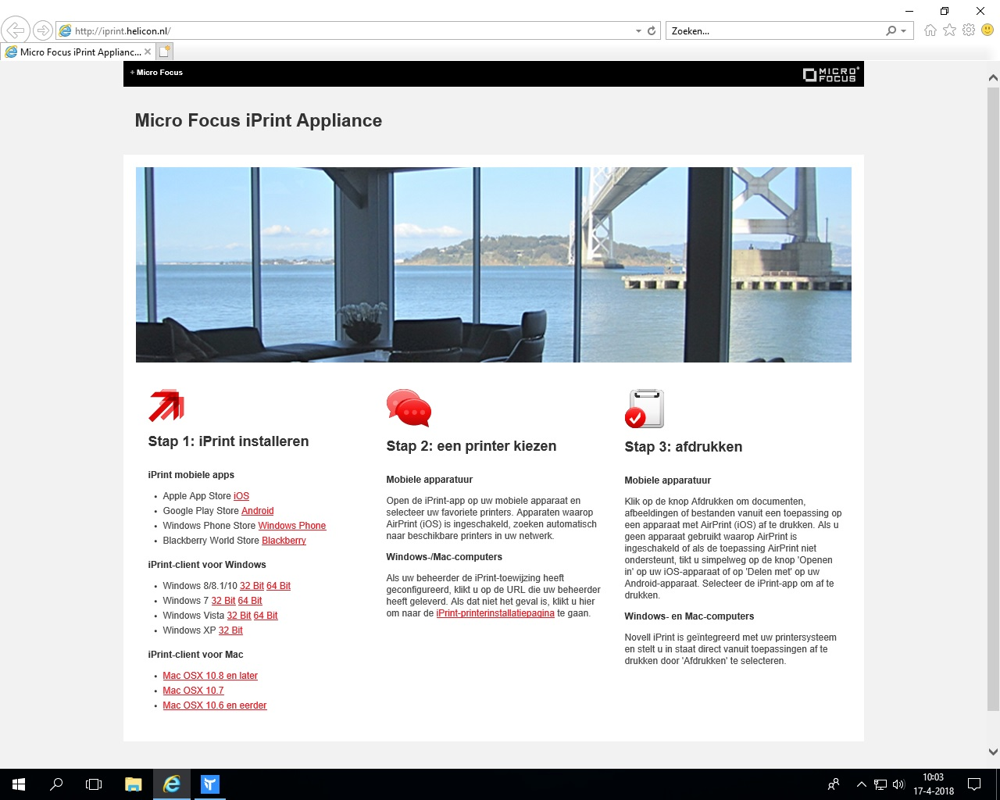 http://iprint.helicon.nl/
Zoeken...
Micro Focus iPrint Applianc...
+ Micro Focus
MICRO FOCUS
Micro Focus iPrint Appliance
Stap 1: iPrint installeren
iPrint mobiele apps
• Apple App Store iOS
• Google Play Store Android
• Windows Phone Store Windows Phone
• Blackberry World Store Blackberry
iPrint-client voor Windows
• Windows 8/8.1/10 32 Bit 64 Bit
• Windows 7 32 Bit 64 Bit
• Windows Vista 32 Bit 64 Bit
• Windows XP 32 Bit
iPrint-client voor Mac
• Mac OSX 10.8 en later
• Mac OSX 10.7
• Mac OSX 10.6 en eerder
Stap 2: een printer kiezen
Mobiele apparatuur
Open de iPrint-app op uw mobiele apparaat en
selecteer uw favoriete printers. Apparaten waarop
AirPrint (iOS) is ingeschakeld, zoeken automatisch
naar beschikbare printers in uw netwerk.
Windows-/Mac-computers
Als uw beheerder de iPrint-toewijzing heeft
geconfigureerd, klikt u op de URL die uw beheerder
heeft geleverd. Als dat niet het geval is, klikt u hier
om naar de iPrint-printerinstallatiepagina te gaan.
Stap 3: afdrukken
Mobiele apparatuur
Klik op de knop Afdrukken om documenten,
afbeeldingen of bestanden vanuit een toepassing op
een apparaat met AirPrint (iOS) af te drukken. Als u
geen apparaat gebruikt waarop AirPrint is
ingeschakeld of als de toepassing AirPrint niet
ondersteunt, tikt u simpelweg op de knop 'Openen
in' op uw iOS-apparaat of op 'Delen met' op uw
Android-apparaat. Selecteer de iPrint-app om af te
drukken.
Windows- en Mac-computers
Novell iPrint is geïntegreerd met uw printersysteem
en stelt u in staat direct vanuit toepassingen af te
drukken door 'Afdrukken' te selecteren.
10:03
17-4-2018